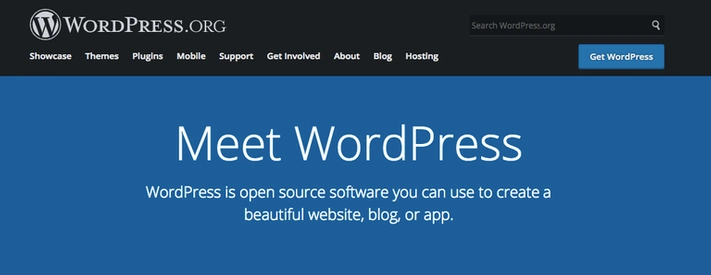 WORDPRESS.ORG
Search WordPress.org
Showcase Themes Plugins Mobile Support Get Involved About Blog Hosting
Get WordPress
Meet WordPress
WordPress is open source software you can use to create a
beautiful website, blog, or app.